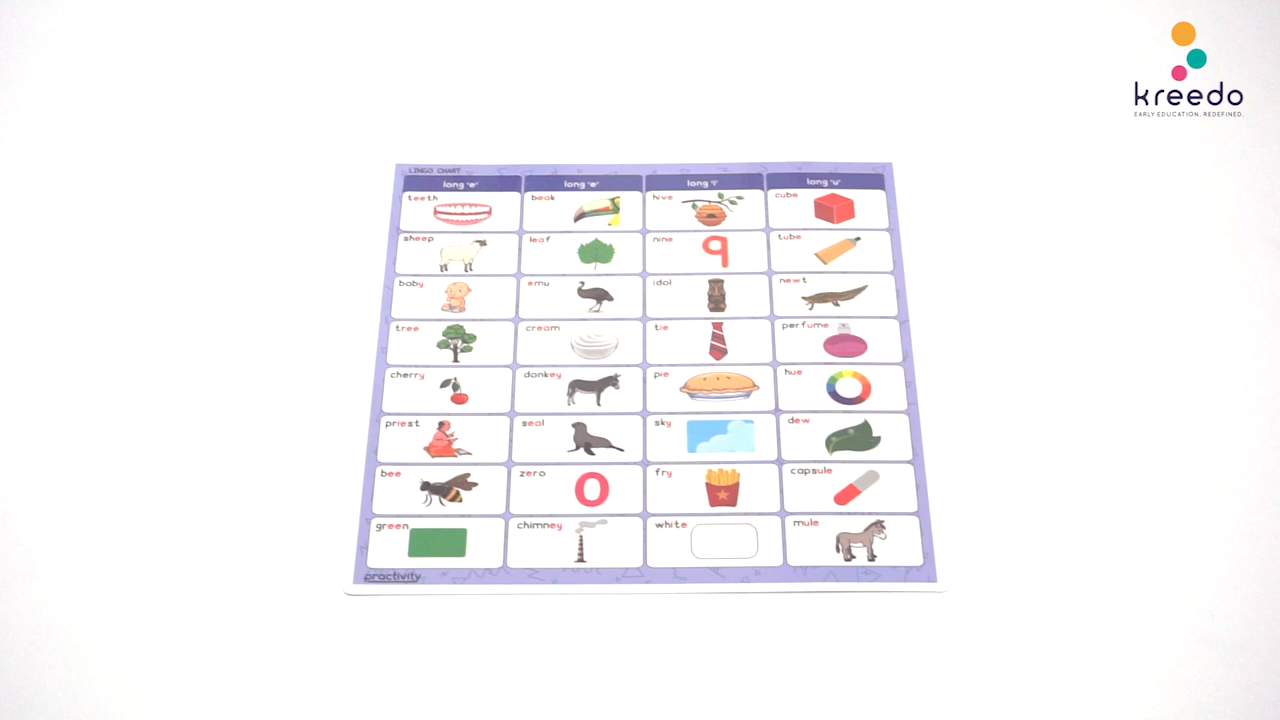 kreedo
EARLY EDUCATION. REDEFINED.
LINGO CHART
long 'e' long 'e' long 'i' long 'u'
teeth beak hive cube
sheep leaf nine 9 tube
baby emu idol newt
tree cream tie perfume
cherry donkey pie hue
priest seal sky dew
bee zero 0 fry capsule
green chimney white mule
practivity